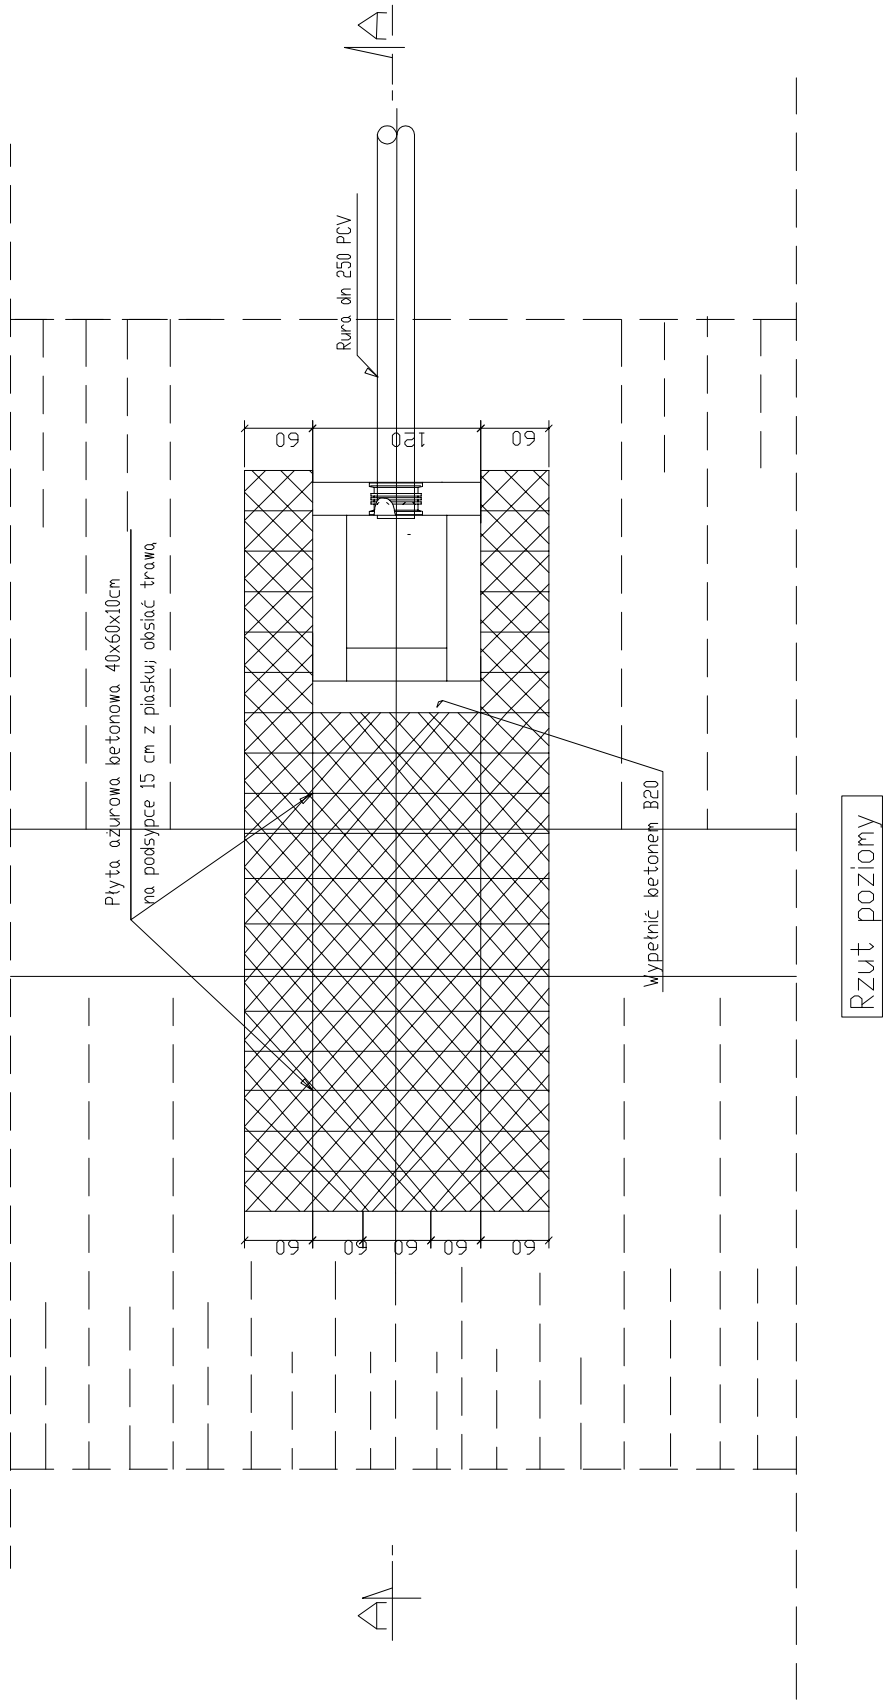 A
Rura dn 250 PCV
60
120
60
Płyta ażurowa betonowa 40x60x10cm
na podsypce 15 cm z piasku; obsiać trawą
Wypełnić betonem B20
60
60
60
60
60
A
Rzut poziomy